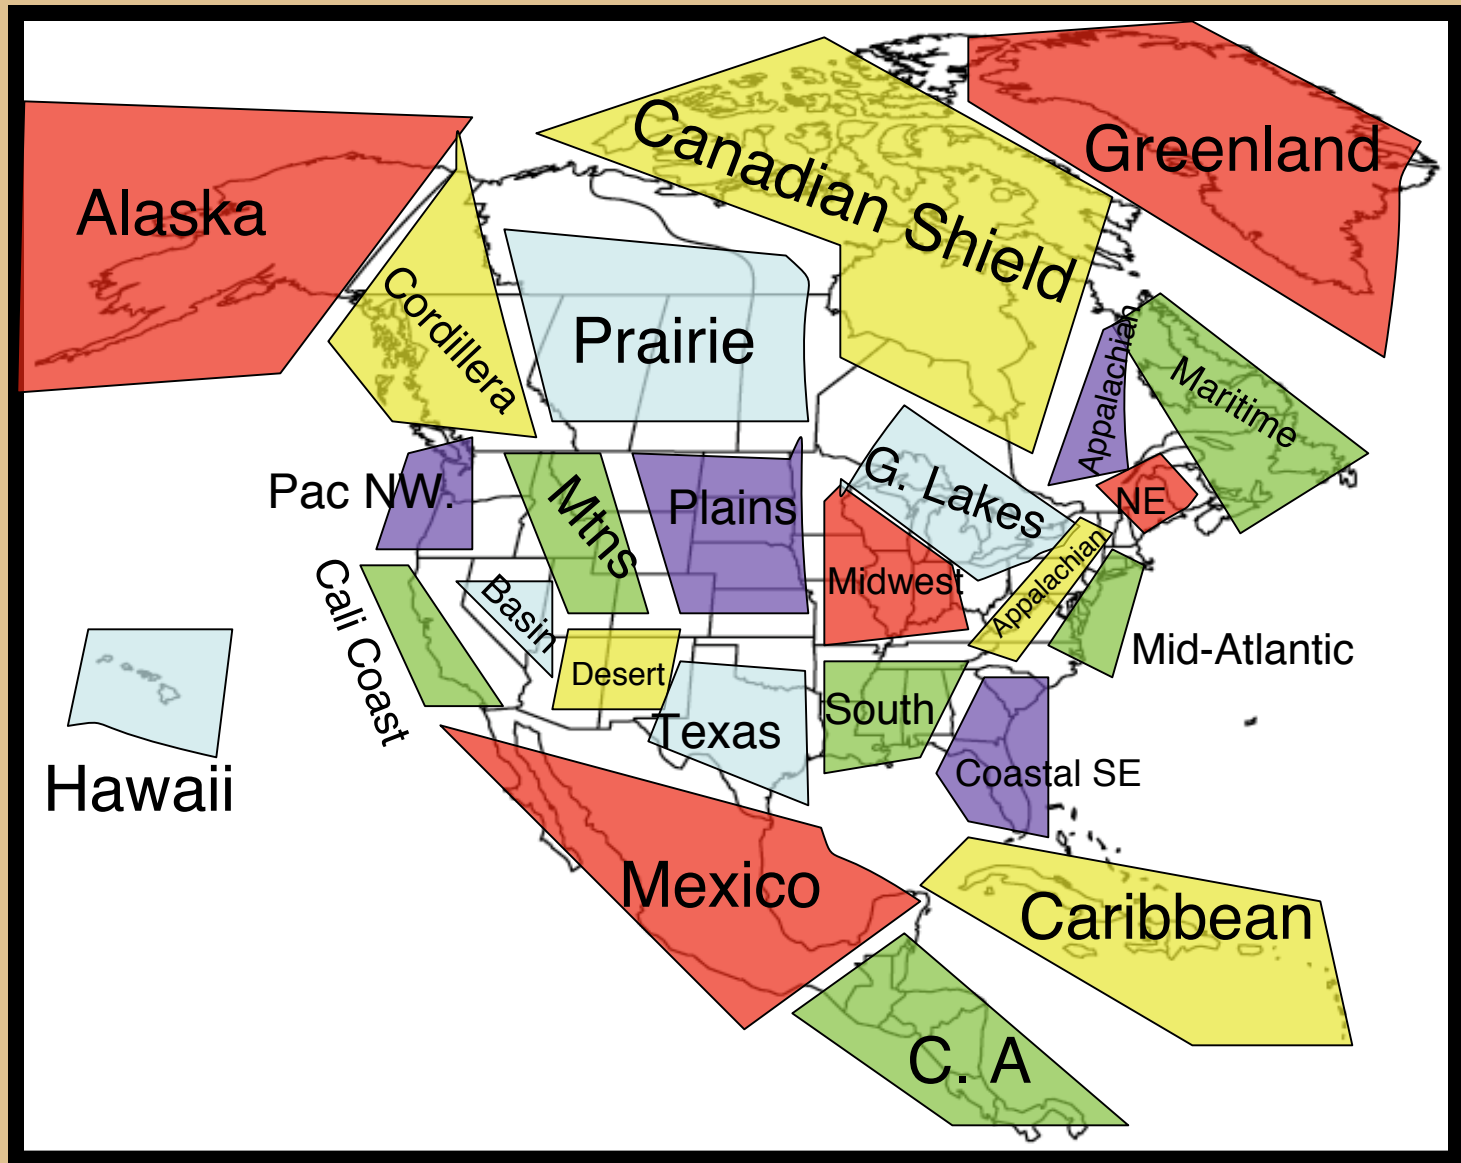 Canadian Shield
Greenland
Alaska
Cordillera
Prairie
Appalachian
Maritime
Pac NW.
Mtns
Plains
G. Lakes
NE
Cali Coast
Basin
Midwest
Appalachian
Desert
Mid-Atlantic
Texas
South
Hawaii
Coastal SE
Mexico
Caribbean
C. A